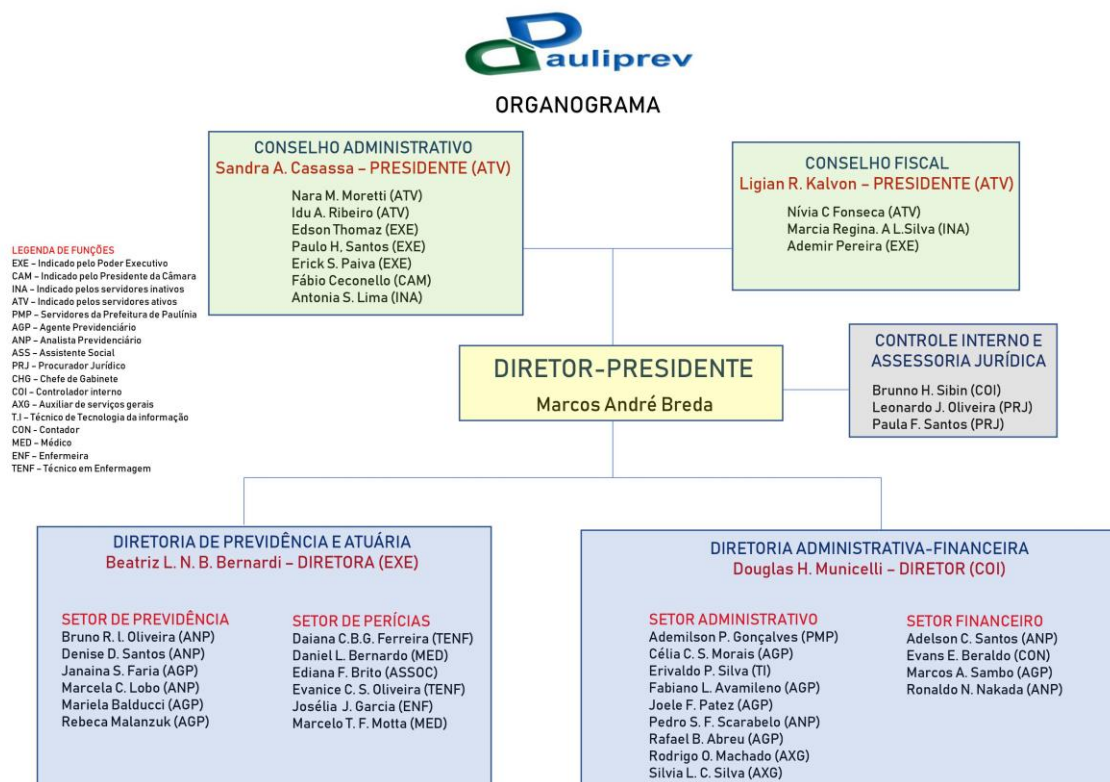 Pauliprev
ORGANOGRAMA
CONSELHO ADMINISTRATIVO
Sandra A. Casassa – PRESIDENTE (ATV)
Nara M. Moretti (ATV)
Idu A. Ribeiro (ATV)
Edson Thomaz (EXE)
Paulo H, Santos (EXE)
Erick S. Paiva (EXE)
Fábio Ceconello (CAM)
Antonia S. Lima (INA)
CONSELHO FISCAL
Ligian R. Kalvon – PRESIDENTE (ATV)
Nívia C Fonseca (ATV)
Marcia Regina. A L.Silva (INA)
Ademir Pereira (EXE)
LEGENDA DE FUNÇÕES
EXE – Indicado pelo Poder Executivo
CAM – Indicado pelo Presidente da Câmara
INA – Indicado pelos servidores inativos
ATV – Indicado pelos servidores ativos
PMP – Servidores da Prefeitura de Paulínia
AGP – Agente Previdenciário
ANP – Analista Previdenciário
ASS – Assistente Social
PRJ – Procurador Jurídico
CHG – Chefe de Gabinete
COI – Controlador interno
AXG – Auxiliar de serviços gerais
T.I – Técnico de Tecnologia da informação
CON - Contador
MED – Médico
ENF – Enfermeira
TENF – Técnico em Enfermagem
DIRETOR-PRESIDENTE
Marcos André Breda
CONTROLE INTERNO E
ASSESSORIA JURÍDICA
Brunno H. Sibin (COI)
Leonardo J. Oliveira (PRJ)
Paula F. Santos (PRJ)
DIRETORIA DE PREVIDÊNCIA E ATUÁRIA
Beatriz L. N. B. Bernardi – DIRETORA (EXE)
SETOR DE PREVIDÊNCIA
Bruno R. l. Oliveira (ANP)
Denise D. Santos (ANP)
Janaina S. Faria (AGP)
Marcela C. Lobo (ANP)
Mariela Balducci (AGP)
Rebeca Malanzuk (AGP)
SETOR DE PERÍCIAS
Daiana C.B.G. Ferreira (TENF)
Daniel L. Bernardo (MED)
Ediana F. Brito (ASSOC)
Evanice C. S. Oliveira (TENF)
Josélia J. Garcia (ENF)
Marcelo T. F. Motta (MED)
DIRETORIA ADMINISTRATIVA-FINANCEIRA
Douglas H. Municelli – DIRETOR (COI)
SETOR ADMINISTRATIVO
Ademilson P. Gonçalves (PMP)
Célia C. S. Morais (AGP)
Erivaldo P. Silva (TI)
Fabiano L. Avamileno (AGP)
Joele F. Patez (AGP)
Pedro S. F. Scarabelo (ANP)
Rafael B. Abreu (AGP)
Rodrigo O. Machado (AXG)
Silvia L. C. Silva (AXG)
SETOR FINANCEIRO
Adelson C. Santos (ANP)
Evans E. Beraldo (CON)
Marcos A. Sambo (AGP)
Ronaldo N. Nakada (ANP)